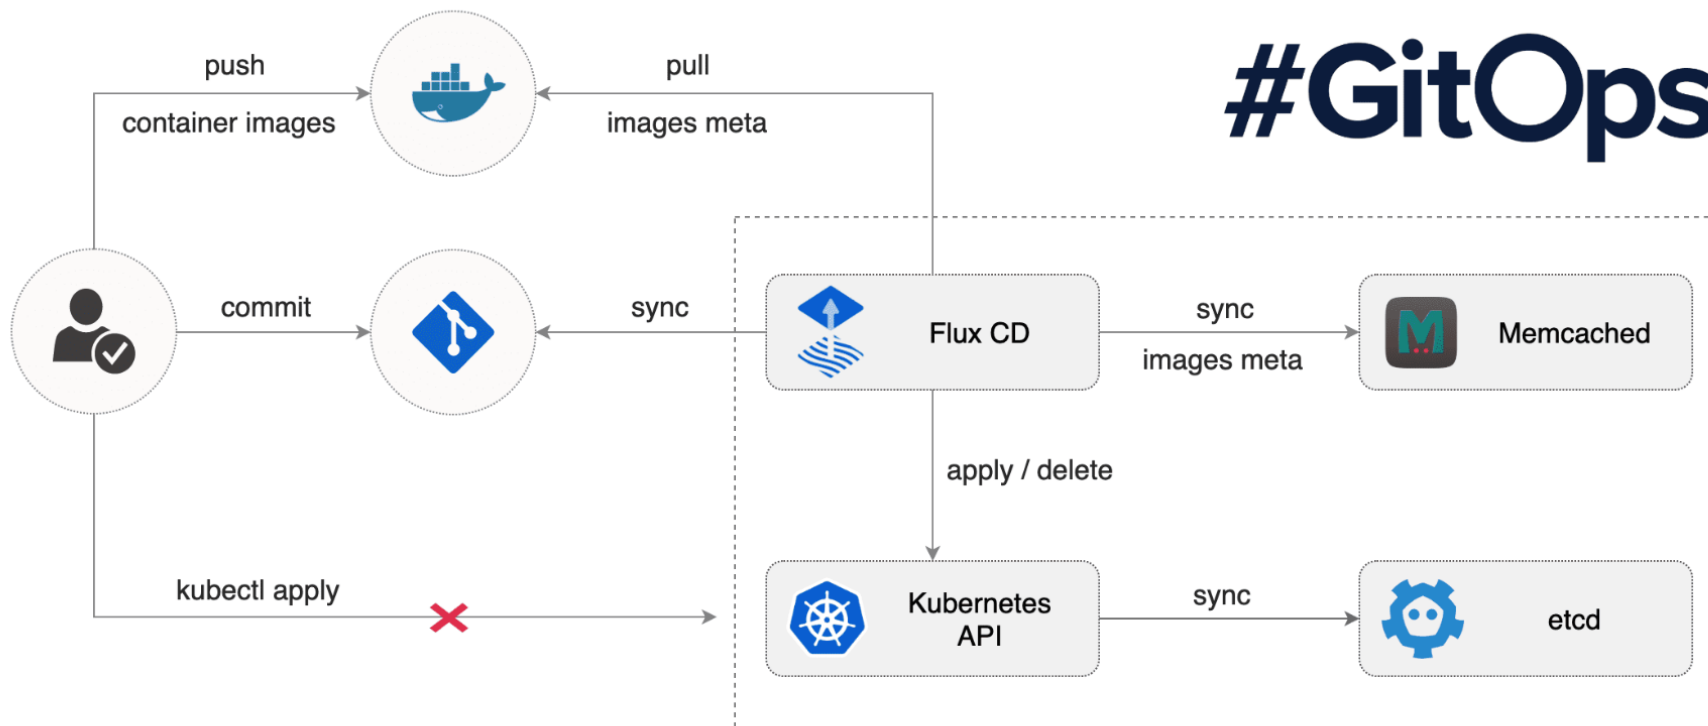 push
container images
pull
images meta
#GitOps
commit
sync
Flux CD
sync
images meta
Memcached
apply / delete
kubectl apply
Kubernetes
API
sync
etcd